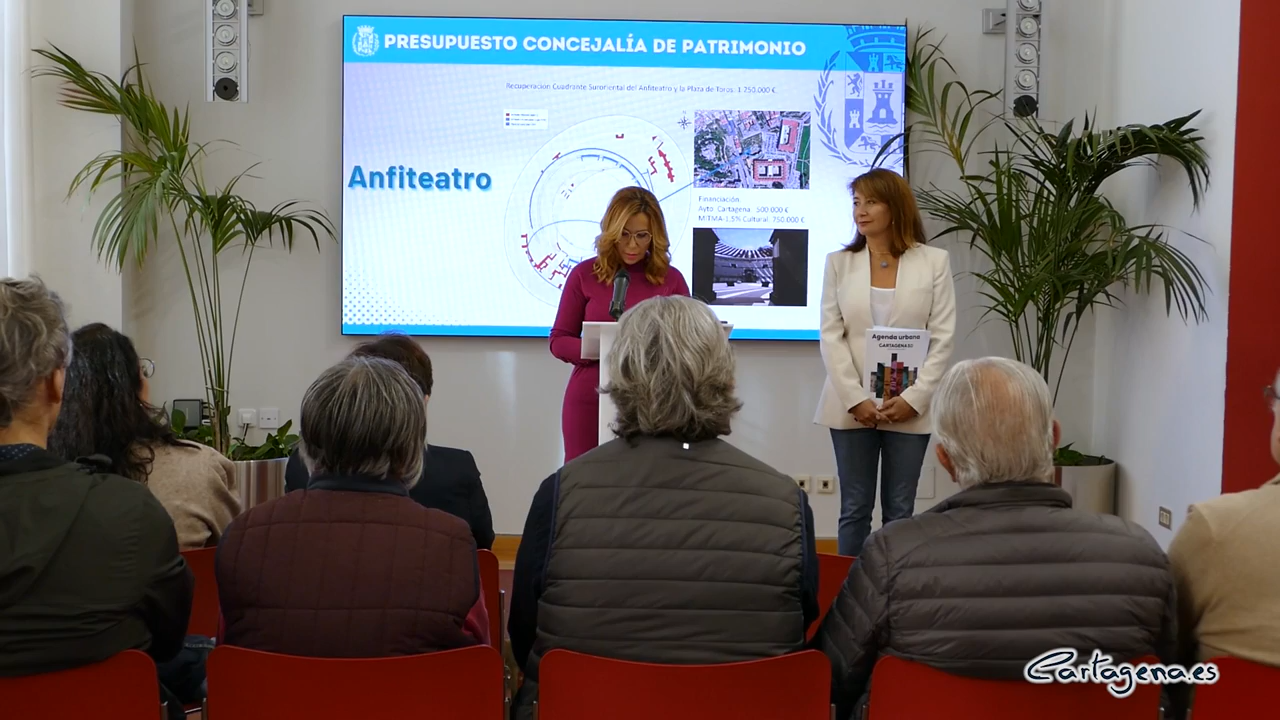 PRESUPUESTO CONCEJALÍA DE PATRIMONIO
Recuperación Cuadrante Suroriental del Anfiteatro y la Plaza de Toros: 1.250.000 €
Anfiteatro
Financiación:
Ayto. Cartagena: 500.000 €
MITMA-1,5% Cultural: 750.000 €
Agenda urbana
CARTAGENA
Cartagena.es